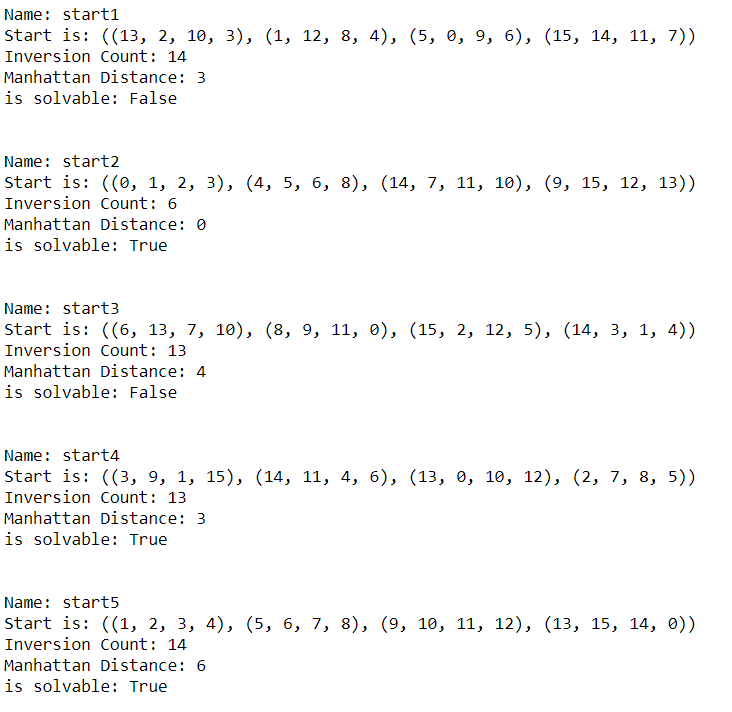 Name: start1
Start is: ((13, 2, 10, 3), (1, 12, 8, 4), (5, 0, 9, 6), (15, 14, 11, 7))
Inversion Count: 14
Manhattan Distance: 3
is solvable: False
Name: start2
Start is: ((0, 1, 2, 3), (4, 5, 6, 8), (14, 7, 11, 10), (9, 15, 12, 13))
Inversion Count: 6
Manhattan Distance: 0
is solvable: True
Name: start3
Start is: ((6, 13, 7, 10), (8, 9, 11, 0), (15, 2, 12, 5), (14, 3, 1, 4))
Inversion Count: 13
Manhattan Distance: 4
is solvable: False
Name: start4
Start is: ((3, 9, 1, 15), (14, 11, 4, 6), (13, 0, 10, 12), (2, 7, 8, 5))
Inversion Count: 13
Manhattan Distance: 3
is solvable: True
Name: start5
Start is: ((1, 2, 3, 4), (5, 6, 7, 8), (9, 10, 11, 12), (13, 15, 14, 0))
Inversion Count: 14
Manhattan Distance: 6
is solvable: True